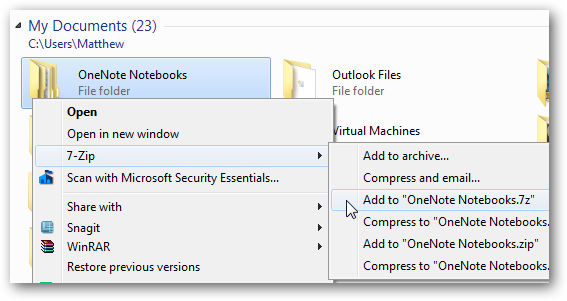 My Documents (23)
C:\Users\Matthew
OneNote Notebooks
File folder
Outlook Files
File folder
Open
Open in new window
Virtual Machines
7-Zip
Add to archive...
Scan with Microsoft Security Essentials...
Compress and email...
Add to "OneNote Notebooks.7z"
Share with
Compress to "OneNote Notebooks.
Snagit
Add to "OneNote Notebooks.zip"
WinRAR
Compress to "OneNote Notebooks.
Restore previous versions